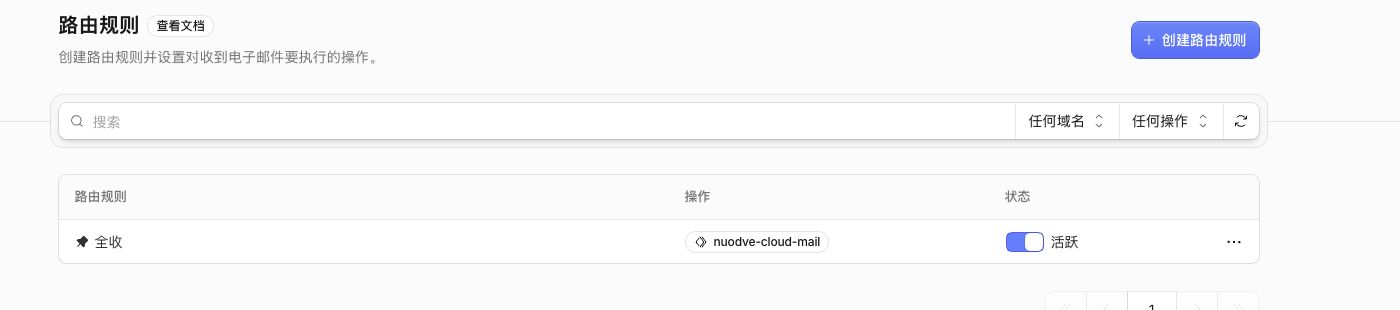 路由规则 查看文档
创建路由规则并设置对收到电子邮件要执行的操作。
+ 创建路由规则
搜索 任何域名 任何操作
路由规则 操作 状态
全收 nuodve-cloud-mail 活跃 ...
1